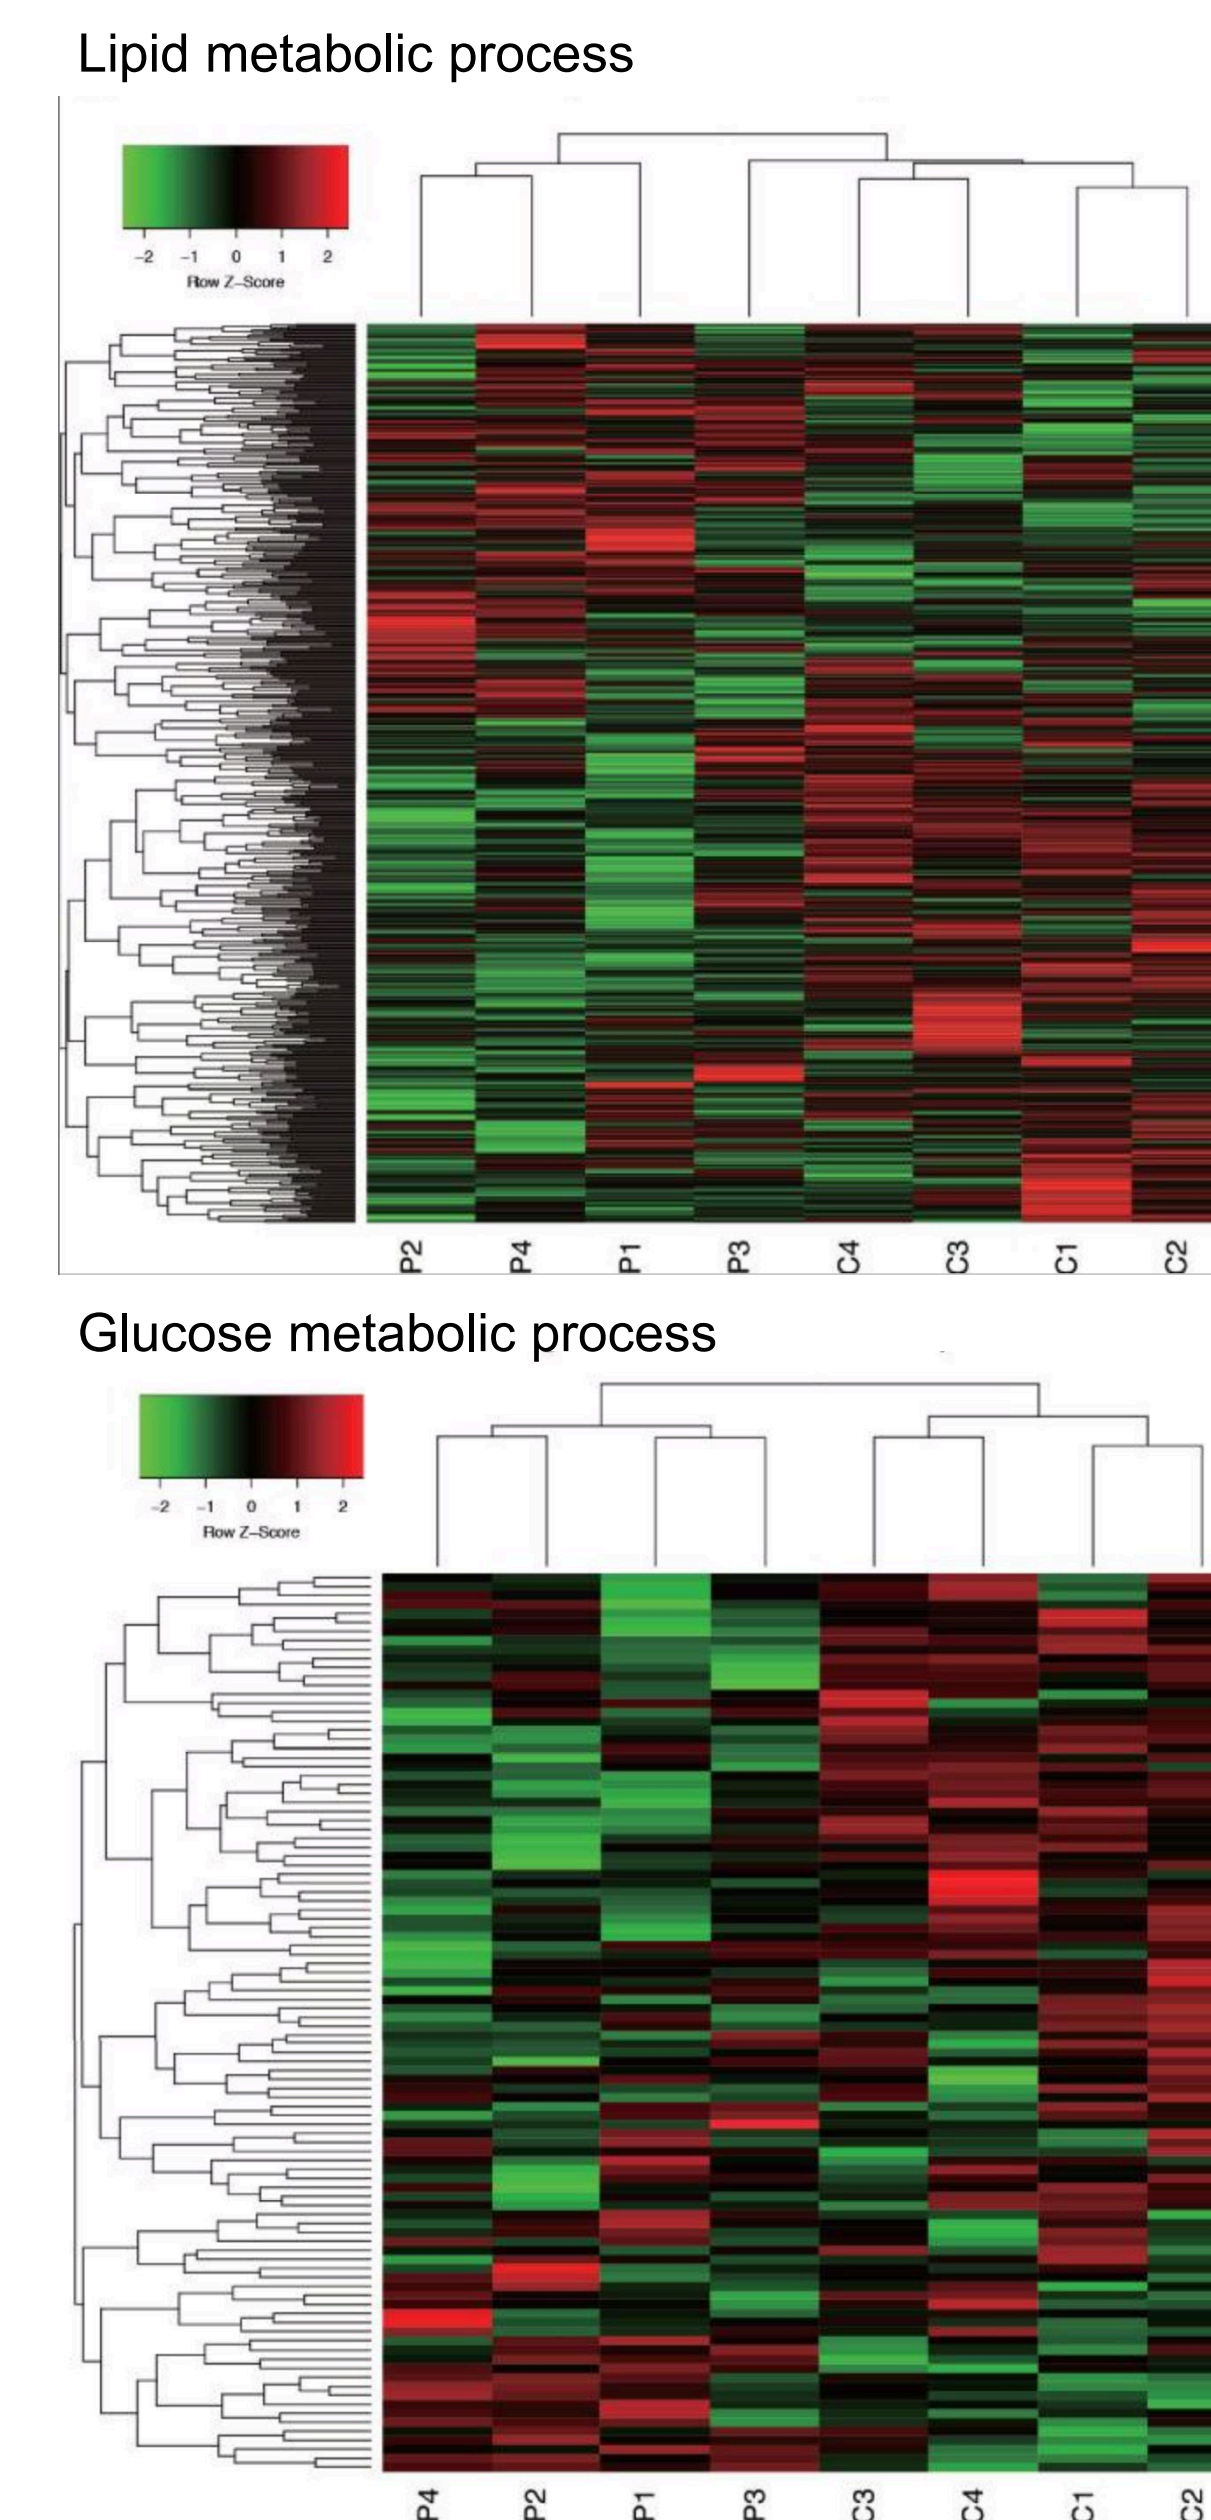 Lipid metabolic process
-2 -1 0 1 2
Row Z-Score
P2 P4 P1 P3 C4 C3 C1 C2
Glucose metabolic process
-2 -1 0 1 2
Row Z-Score
P4 P2 P1 P3 C3 C4 C1 C2